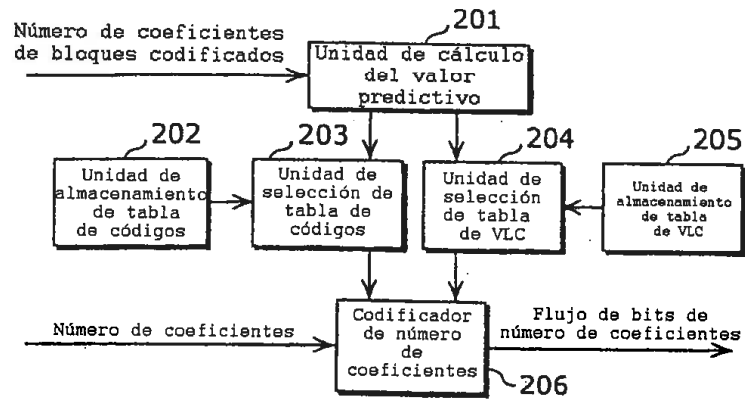 201
Número de coeficientes
de bloques codificados
Unidad de cálculo
del valor
predictivo
202
203
204
205
Unidad de
almacenamiento
de tabla
de códigos
Unidad de
selección de
tabla de
códigos
Unidad de
selección
de tabla
de VLC
Unidad de
almacenamiento
de tabla
de VLC
Número de coeficientes
Codificador
de número
de
coeficientes
Flujo de bits de
número de coeficientes
206